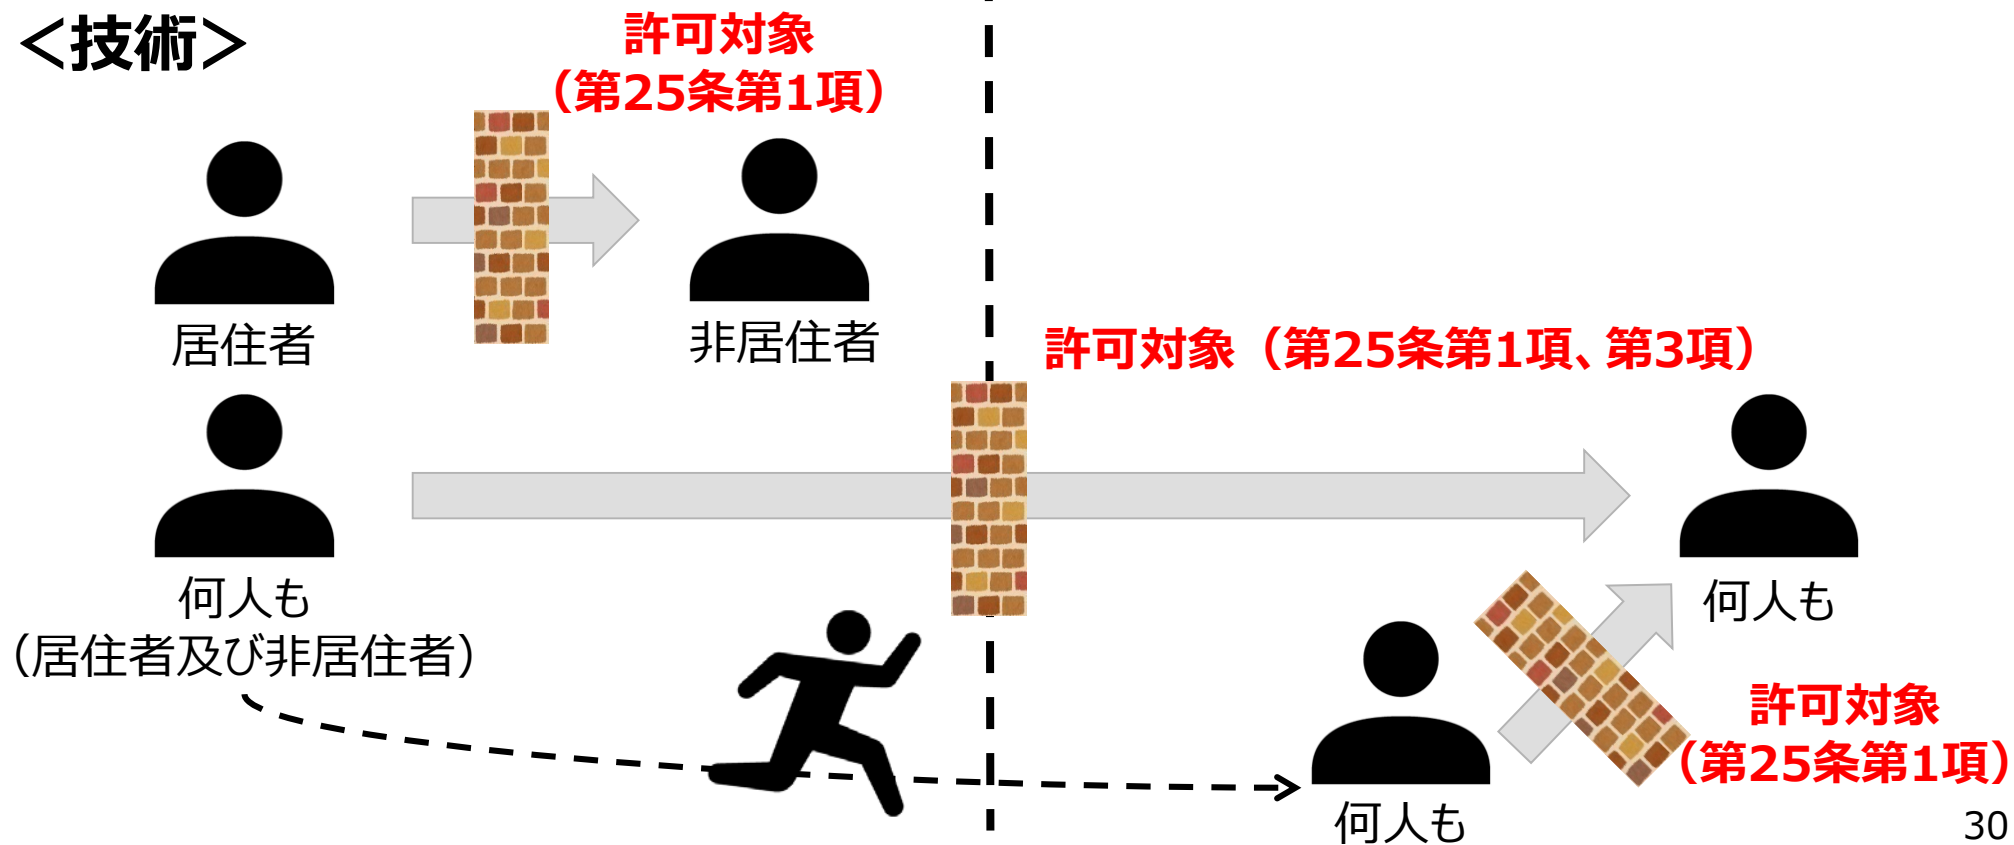 ＜技術＞
許可対象
（第25条第1項）
居住者
非居住者
許可対象（第25条第1項、第3項）
何人も
（居住者及び非居住者）
何人も
許可対象
（第25条第1項）
何人も
30